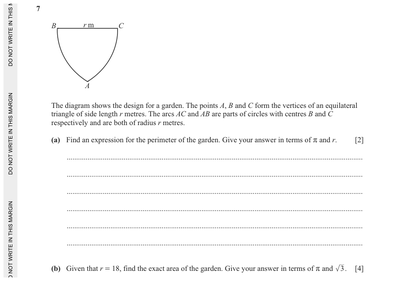 DO NOT WRITE IN THIS M
DO NOT WRITE IN THIS MARGIN
O NOT WRITE IN THIS MARGIN
7
B r m C
A
The diagram shows the design for a garden. The points A, B and C form the vertices of an equilateral
triangle of side length r metres. The arcs AC and AB are parts of circles with centres B and C
respectively and are both of radius r metres.
(a) Find an expression for the perimeter of the garden. Give your answer in terms of π and r. [2]
(b) Given that r = 18, find the exact area of the garden. Give your answer in terms of π and √3. [4]